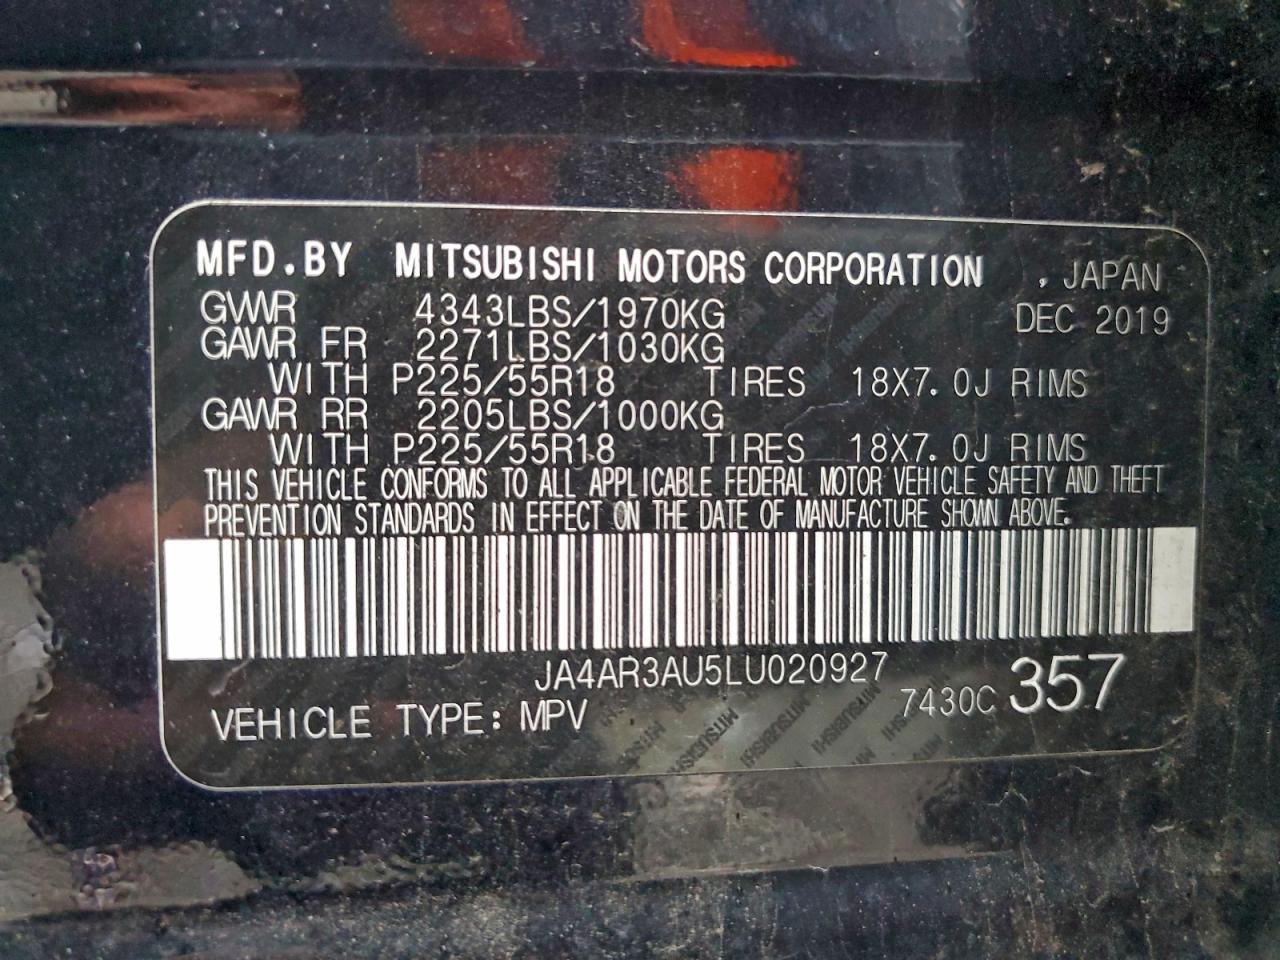 MFD.BY MITSUBISHI MOTORS CORPORATION , JAPAN
GVWR 4343LBS/1970KG DEC 2019
GAWR FR 2271LBS/1030KG
WITH P225/55R18 TIRES 18X7.0J RIMS
GAWR RR 2205LBS/1000KG
WITH P225/55R18 TIRES 18X7.0J RIMS
THIS VEHICLE CONFORMS TO ALL APPLICABLE FEDERAL MOTOR VEHICLE SAFETY AND THEFT
PREVENTION STANDARDS IN EFFECT ON THE DATE OF MANUFACTURE SHOWN ABOVE.
JA4AR3AU5LU020927
VEHICLE TYPE: MPV 7430C 357